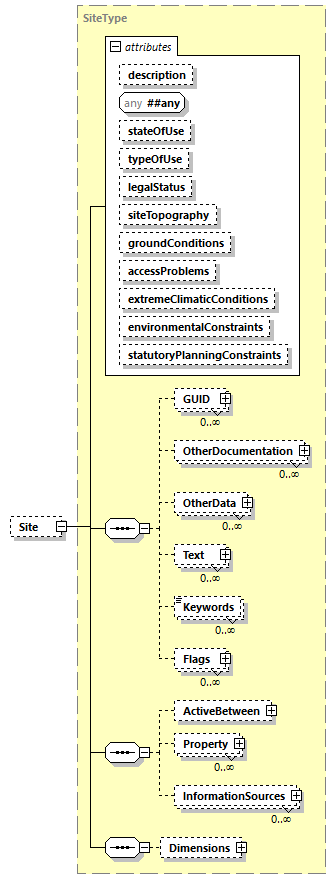 SiteType
attributes
description
any ##any
stateOfUse
typeOfUse
legalStatus
siteTopography
groundConditions
accessProblems
extremeClimaticConditions
environmentalConstraints
statutoryPlanningConstraints
GUID
0..∞
OtherDocumentation
0..∞
OtherData
0..∞
Site
Text
0..∞
Keywords
0..∞
Flags
0..∞
ActiveBetween
Property
0..∞
InformationSources
0..∞
Dimensions